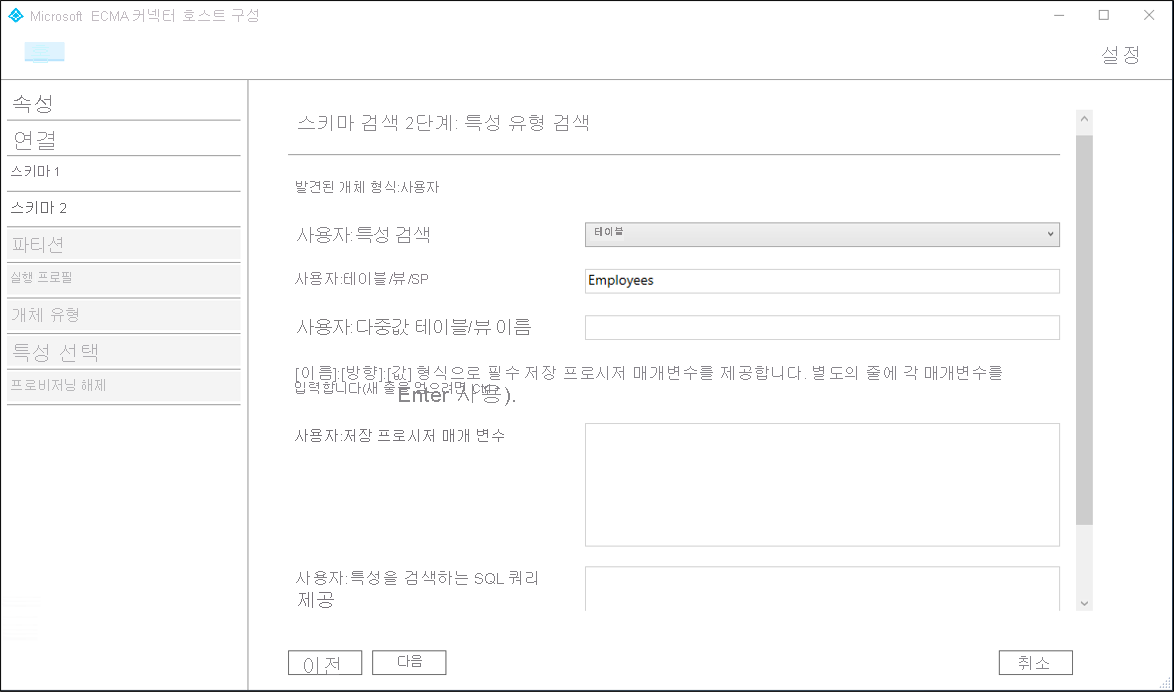 Microsoft ECMA 커넥터 호스트 구성
설정
속성
연결
스키마 1
스키마 2
파티션
실행 프로필
개체 유형
특성 선택
프로비저닝 해제
스키마 검색 2단계: 특성 유형 검색
발견된 개체 형식:사용자
사용자:특성 검색
테이블
사용자:테이블/뷰/SP
Employees
사용자:다중값 테이블/뷰 이름
[이름]:[방향]:[값] 형식으로 필수 저장 프로시저 매개변수를 제공합니다. 별도의 줄에 각 매개변수를
입력합니다(새 줄을 얻으려면
Enter 사용).
사용자:저장 프로시저 매개 변수
사용자:특성을 검색하는 SQL 쿼리
제공
이전
다음
취소